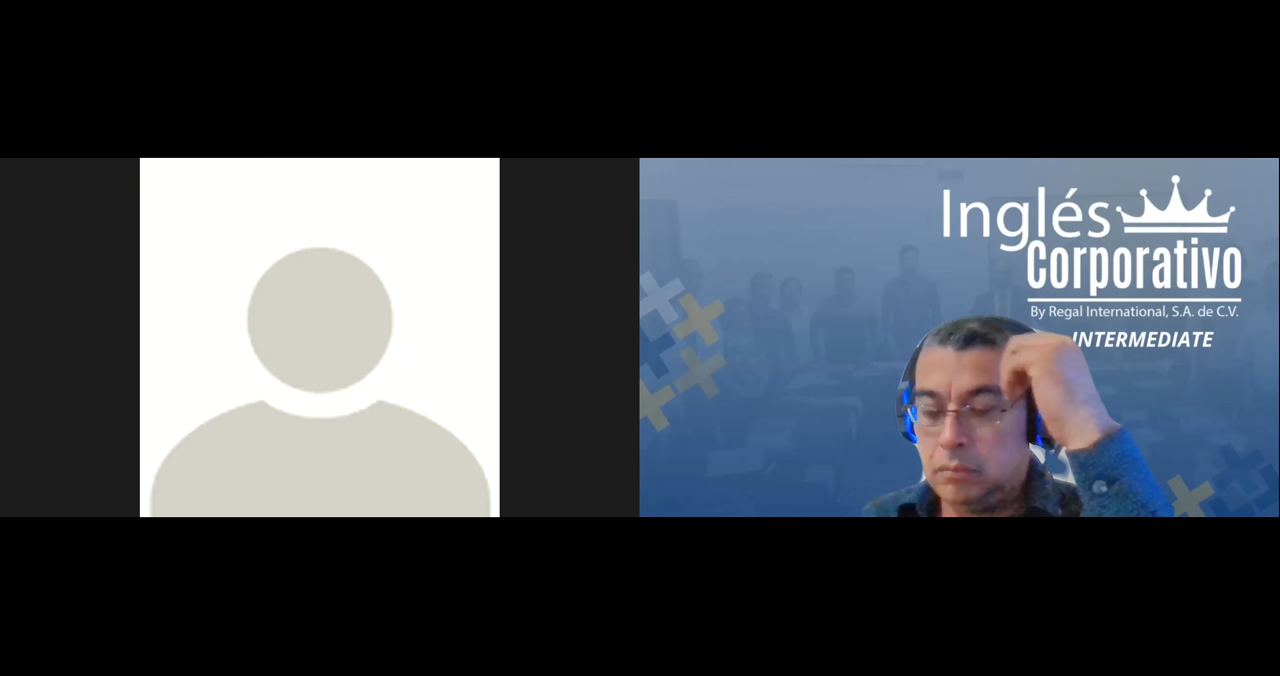 Inglés
Corporativo
By Regal International, S.A. de C.V.
INTERMEDIATE